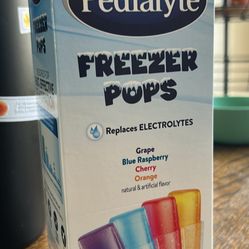 Pedialyte
FREEZER
POPS
Replaces ELECTROLYTES
Grape
Blue Raspberry
Cherry
Orange
natural & artificial flavor